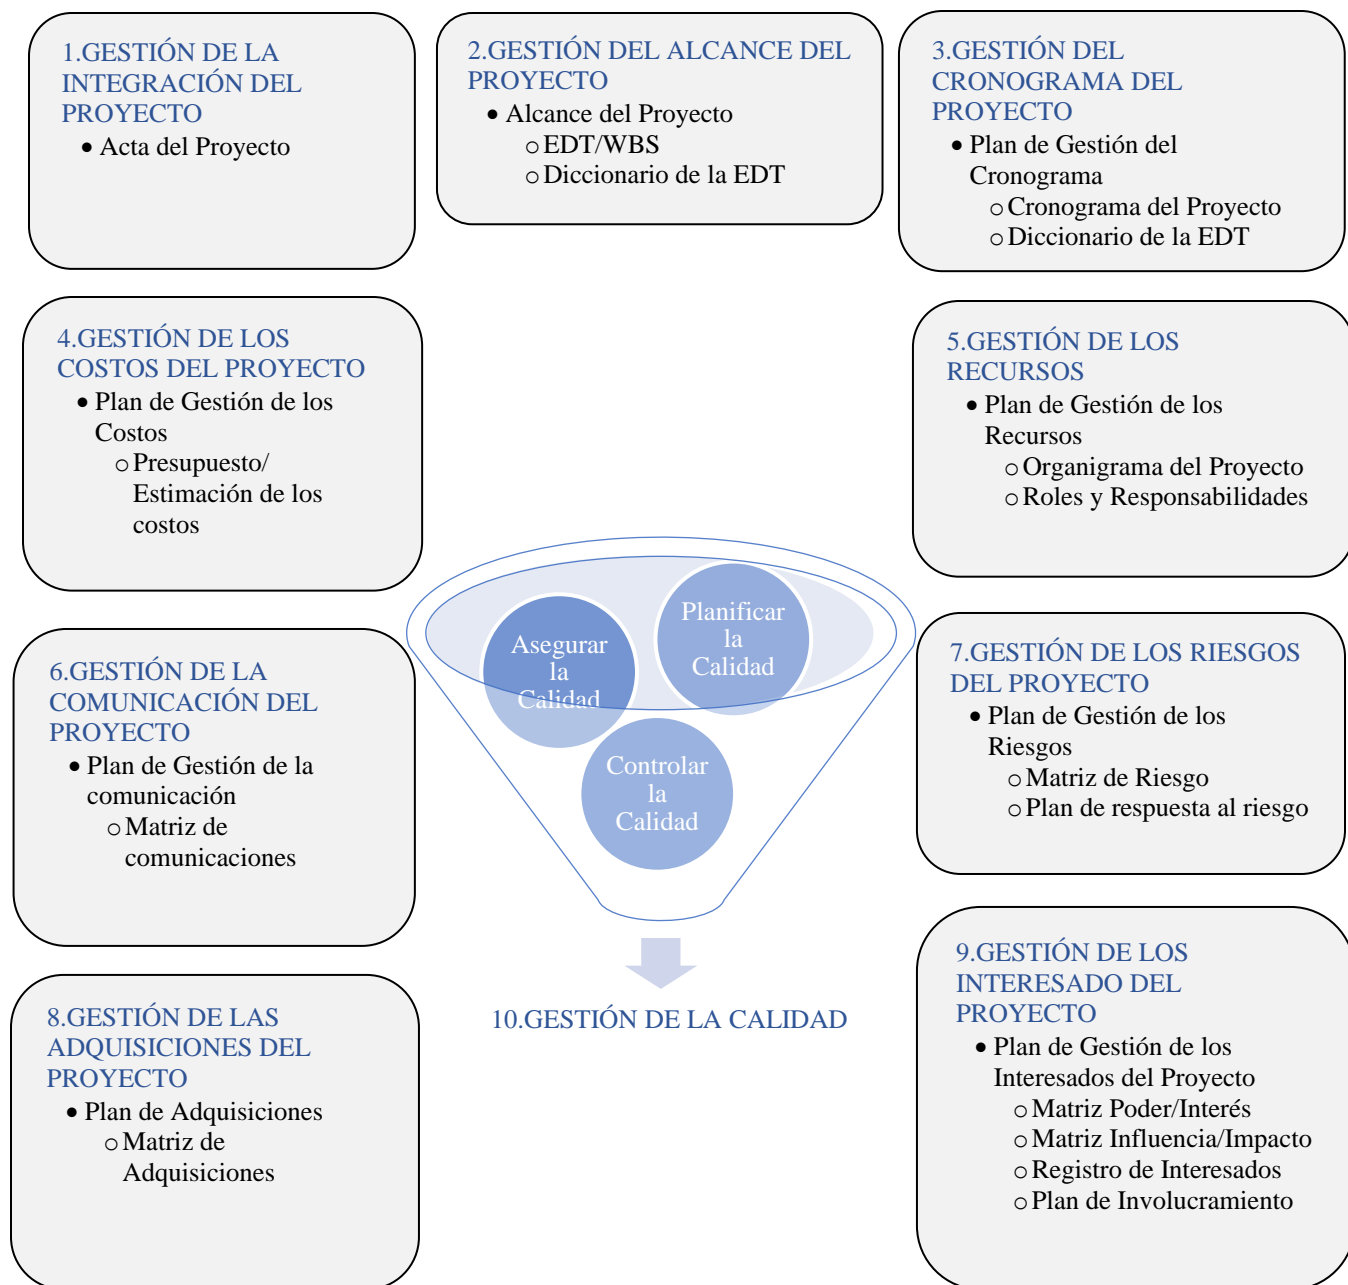 1.GESTIÓN DE LA
INTEGRACIÓN DEL
PROYECTO
• Acta del Proyecto
2.GESTIÓN DEL ALCANCE DEL
PROYECTO
• Alcance del Proyecto
o EDT/WBS
o Diccionario de la EDT
3.GESTIÓN DEL
CRONOGRAMA DEL
PROYECTO
• Plan de Gestión del
Cronograma
o Cronograma del Proyecto
o Diccionario de la EDT
4.GESTIÓN DE LOS
COSTOS DEL PROYECTO
• Plan de Gestión de los
Costos
o Presupuesto/
Estimación de los
costos
5.GESTIÓN DE LOS
RECURSOS
• Plan de Gestión de los
Recursos
o Organigrama del Proyecto
o Roles y Responsabilidades
Asegurar
la
Calidad
Planificar
la
Calidad
Controlar
la
Calidad
6.GESTIÓN DE LA
COMUNICACIÓN DEL
PROYECTO
• Plan de Gestión de la
comunicación
o Matriz de
comunicaciones
7.GESTIÓN DE LOS RIESGOS
DEL PROYECTO
• Plan de Gestión de los
Riesgos
o Matriz de Riesgo
o Plan de respuesta al riesgo
8.GESTIÓN DE LAS
ADQUISICIONES DEL
PROYECTO
• Plan de Adquisiciones
o Matriz de
Adquisiciones
10.GESTIÓN DE LA CALIDAD
9.GESTIÓN DE LOS
INTERESADO DEL
PROYECTO
• Plan de Gestión de los
Interesados del Proyecto
o Matriz Poder/Interés
o Matriz Influencia/Impacto
o Registro de Interesados
o Plan de Involucramiento